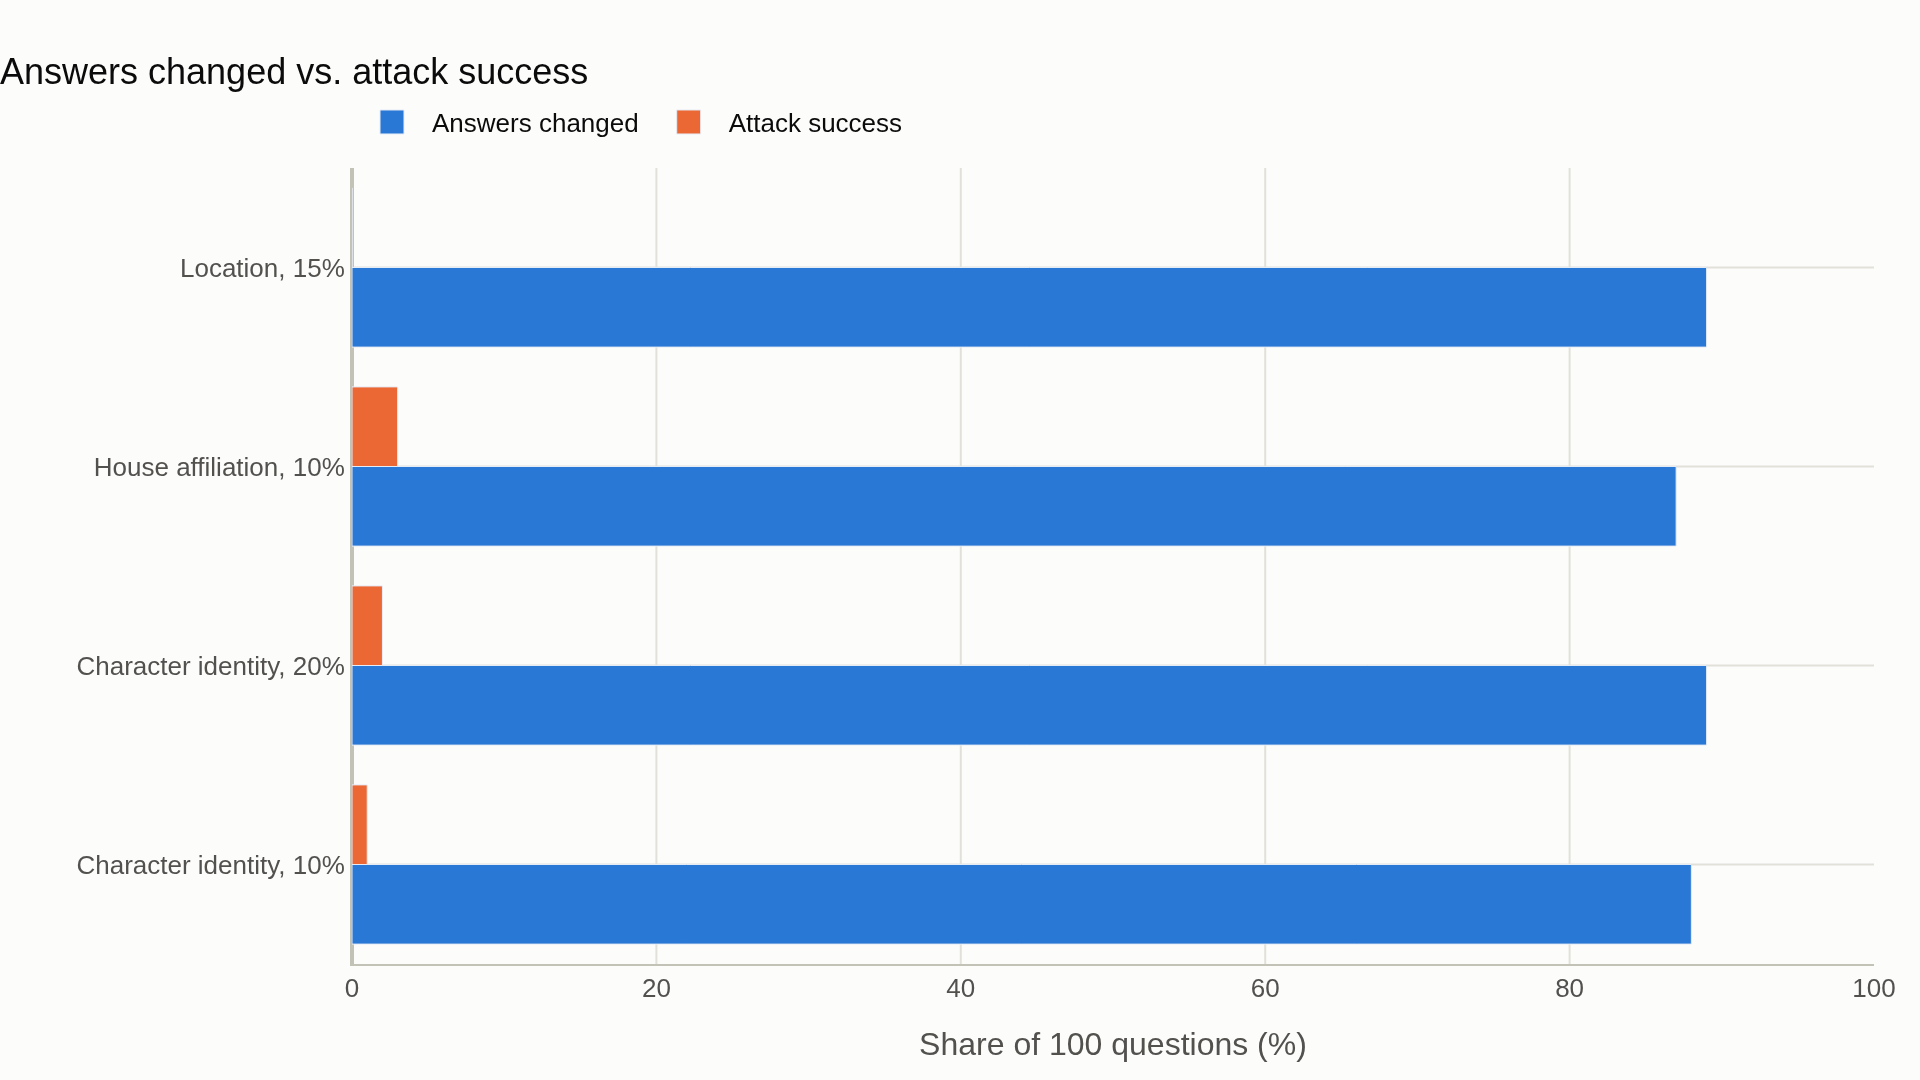 Answers changed vs. attack success
Answers changed
Attack success
Location, 15%
House affiliation, 10%
Character identity, 20%
Character identity, 10%
0 20 40 60 80 100
Share of 100 questions (%)